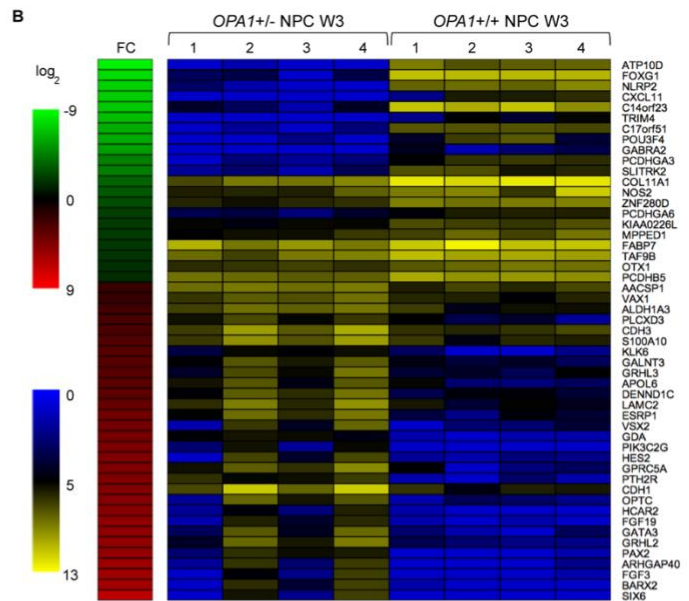 B
OPA1+/- NPC W3
OPA1+/+ NPC W3
FC
1
2
3
4
1
2
3
4
log2
-9
0
9
0
5
13
ATP10D
FOXG1
NLRP2
CXCL11
C14orf23
TRIM4
C17orf51
POU3F4
GABRA2
PCDHGA3
SLITRK2
COL11A1
NOS2
ZNF280D
PCDHGA6
KIAA0226L
MPPED1
FABP7
TAF9B
OTX1
PCDHB5
AACSP1
VAX1
ALDH1A3
PLCXD3
CDH3
S100A10
KLK6
GALNT3
GRHL3
APOL6
DENND1C
LAMC2
ESRP1
VSX2
GDA
PIK3C2G
HES2
GPRC5A
PTH2R
CDH1
OPTC
HCAR2
FGF19
GATA3
GRHL2
PAX2
ARHGAP40
FGF3
BARX2
SIX6